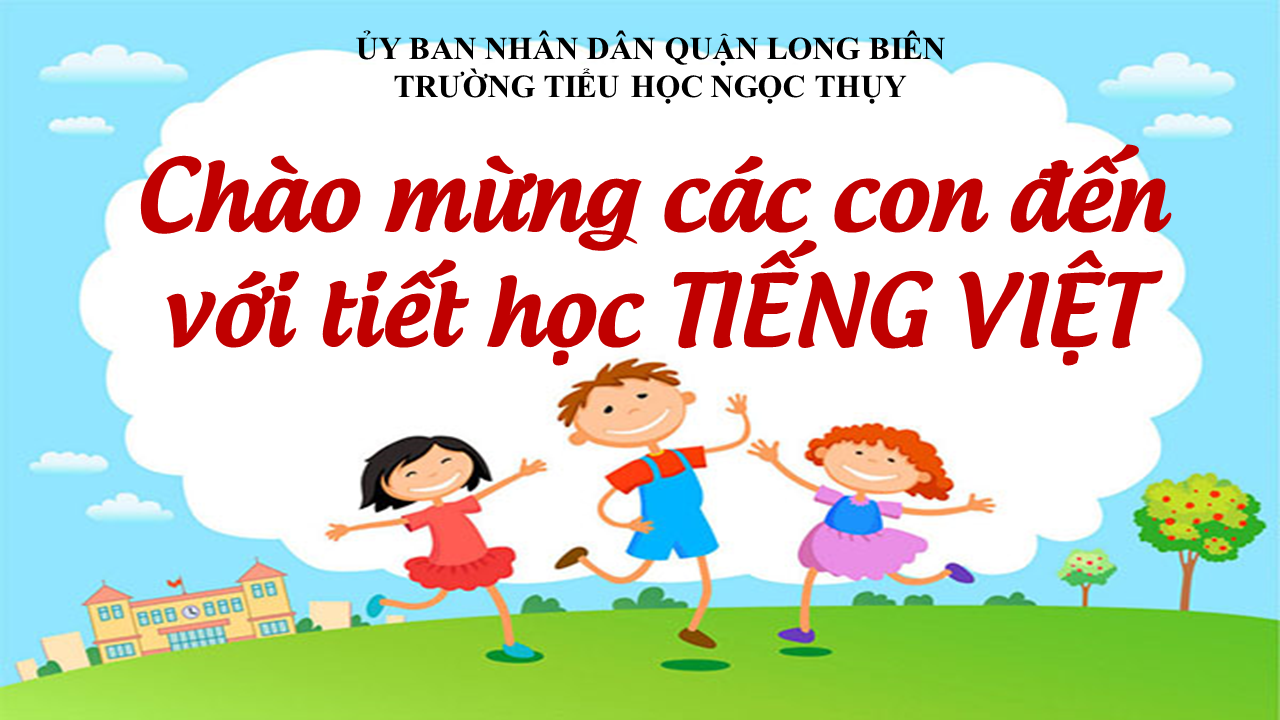 ỦY BAN NHÂN DÂN QUẬN LONG BIÊN
TRƯỜNG TIỂU HỌC NGỌC THỤY
Chào mừng các con đến
với tiết học TIẾNG VIỆT